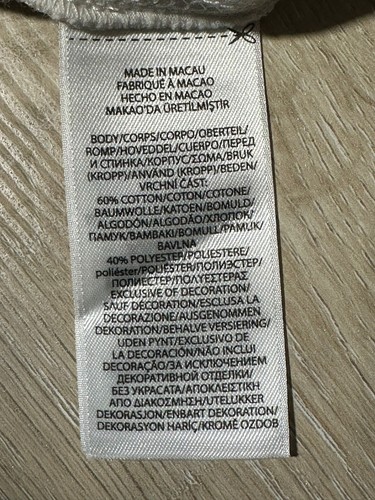 MADE IN MACAU
FABRIQUÉ À MACAO
HECHO EN MACAO
MAKAO'DA ÜRETİLMİŞTİR
BODY/CORPS/CORPO/OBERTEIL/
ROMP/HOVEDDEL/CUERPO/ПЕРЕД
И СПИНКА/КОРПУС/ΣΩΜΑ/BRUK
(KROPP)/ANVÄND (KROPP)/BEDEN/
VRCHNÍ ČÁST:
60% COTTON/COTON/COTONE/
BAUMWOLLE/KATOEN/BOMULD/
ALGODÓN/ALGODÃO/ХЛОПОК/
ПАМУК/ΒΑΜΒΑΚΙ/BOMULL/PAMUK/
BAVLNA
40% POLYESTER/POLIESTERE/
poliéster/POLIÉSTER/ПОЛИЭСТЕР/
ПОЛИЕСТЕР/ΠΟΛΥΕΣΤΕΡΑΣ
EXCLUSIVE OF DECORATION/
SAUF DÉCORATION/ESCLUSA LA
DECORAZIONE/AUSGENOMMEN
DEKORATION/BEHALVE VERSIERING/
UDEN PYNT/EXCLUSIVO DE
LA DECORACIÓN/NÃO INCLUI
DECORAÇÃO/ЗА ИСКЛЮЧЕНИЕМ
ДЕКОРАТИВНОЙ ОТДЕЛКИ/
БЕЗ УКРАСАТА/ΑΠΟΚΛΕΙΣΤΙΚΗ
ΑΠΟ ΔΙΑΚΟΣΜΗΣΗ/UTELUKKER
DEKORASJON/ENBART DEKORATION/
DEKORASYON HARİÇ/KROMĚ OZDOB